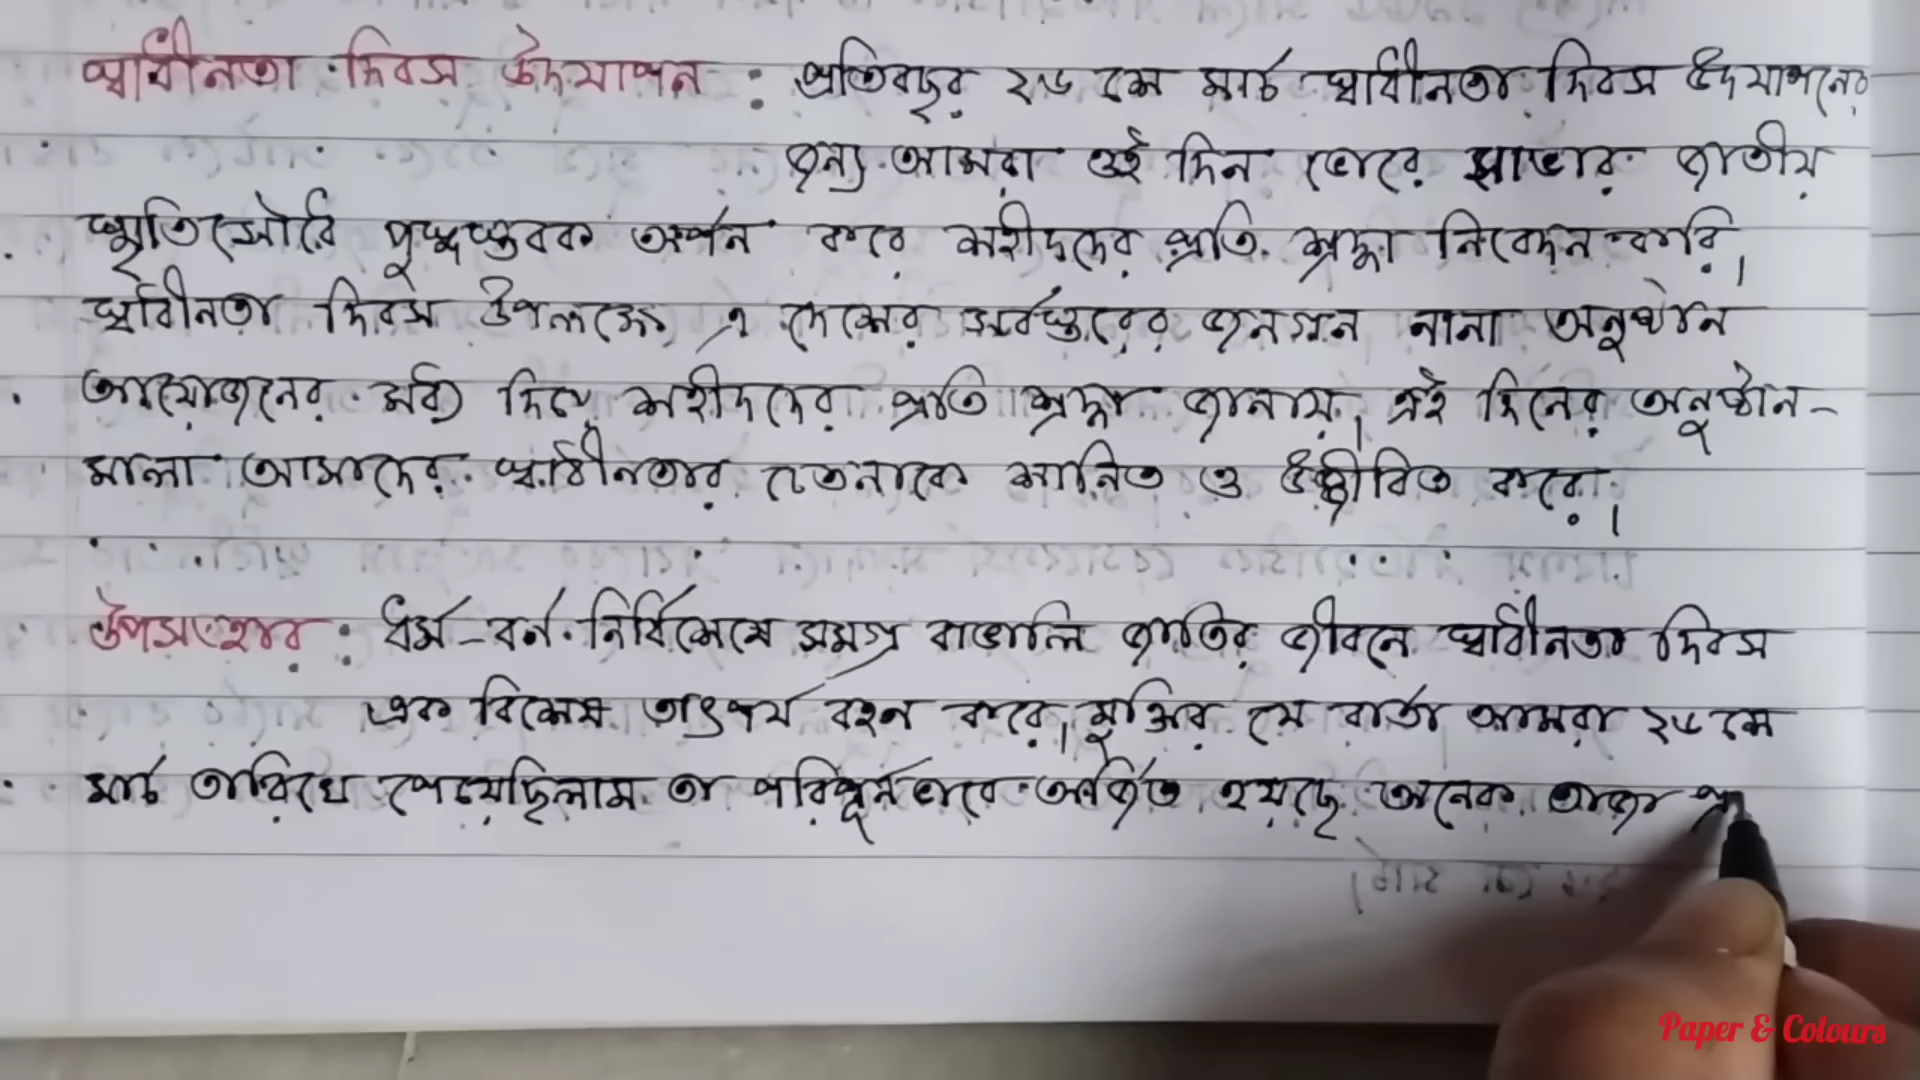 স্বাধীনতা দিবস উদযাপন : প্রতিবছর ২৬ শে মার্চ স্বাধীনতা দিবস উদযাপনের
জন্য আমরা ওই দিন ভোরে সাভার জাতীয়
স্মৃতিসৌধে পুষ্পস্তবক অর্পন করে শহীদদের প্রতি শ্রদ্ধা নিবেদন করি।
স্বাধীনতা দিবস উপলক্ষে এ দেশের সর্বস্তরের জনগন নানা অনুষ্ঠান
আয়োজনের মধ্য দিয়ে শহীদদের প্রতি শ্রদ্ধা জানায়। এই দিনের অনুষ্ঠান-
মালা আমাদের স্বাধীনতার চেতনাকে শানিত ও উজ্জীবিত করে।
উপসংহার : ধর্ম-বর্ন নির্বিশেষে সমগ্র বাঙালি জাতির জীবনে স্বাধীনতা দিবস
এক বিশেষ তাৎপর্য বহন করে। মুক্তির যে বার্তা আমরা ২৬ শে
মার্চ তারিখে পেয়েছিলাম তা পরিপূর্নভাবে অর্জিত হয়েছে অনেক তাজা
Paper & Colours